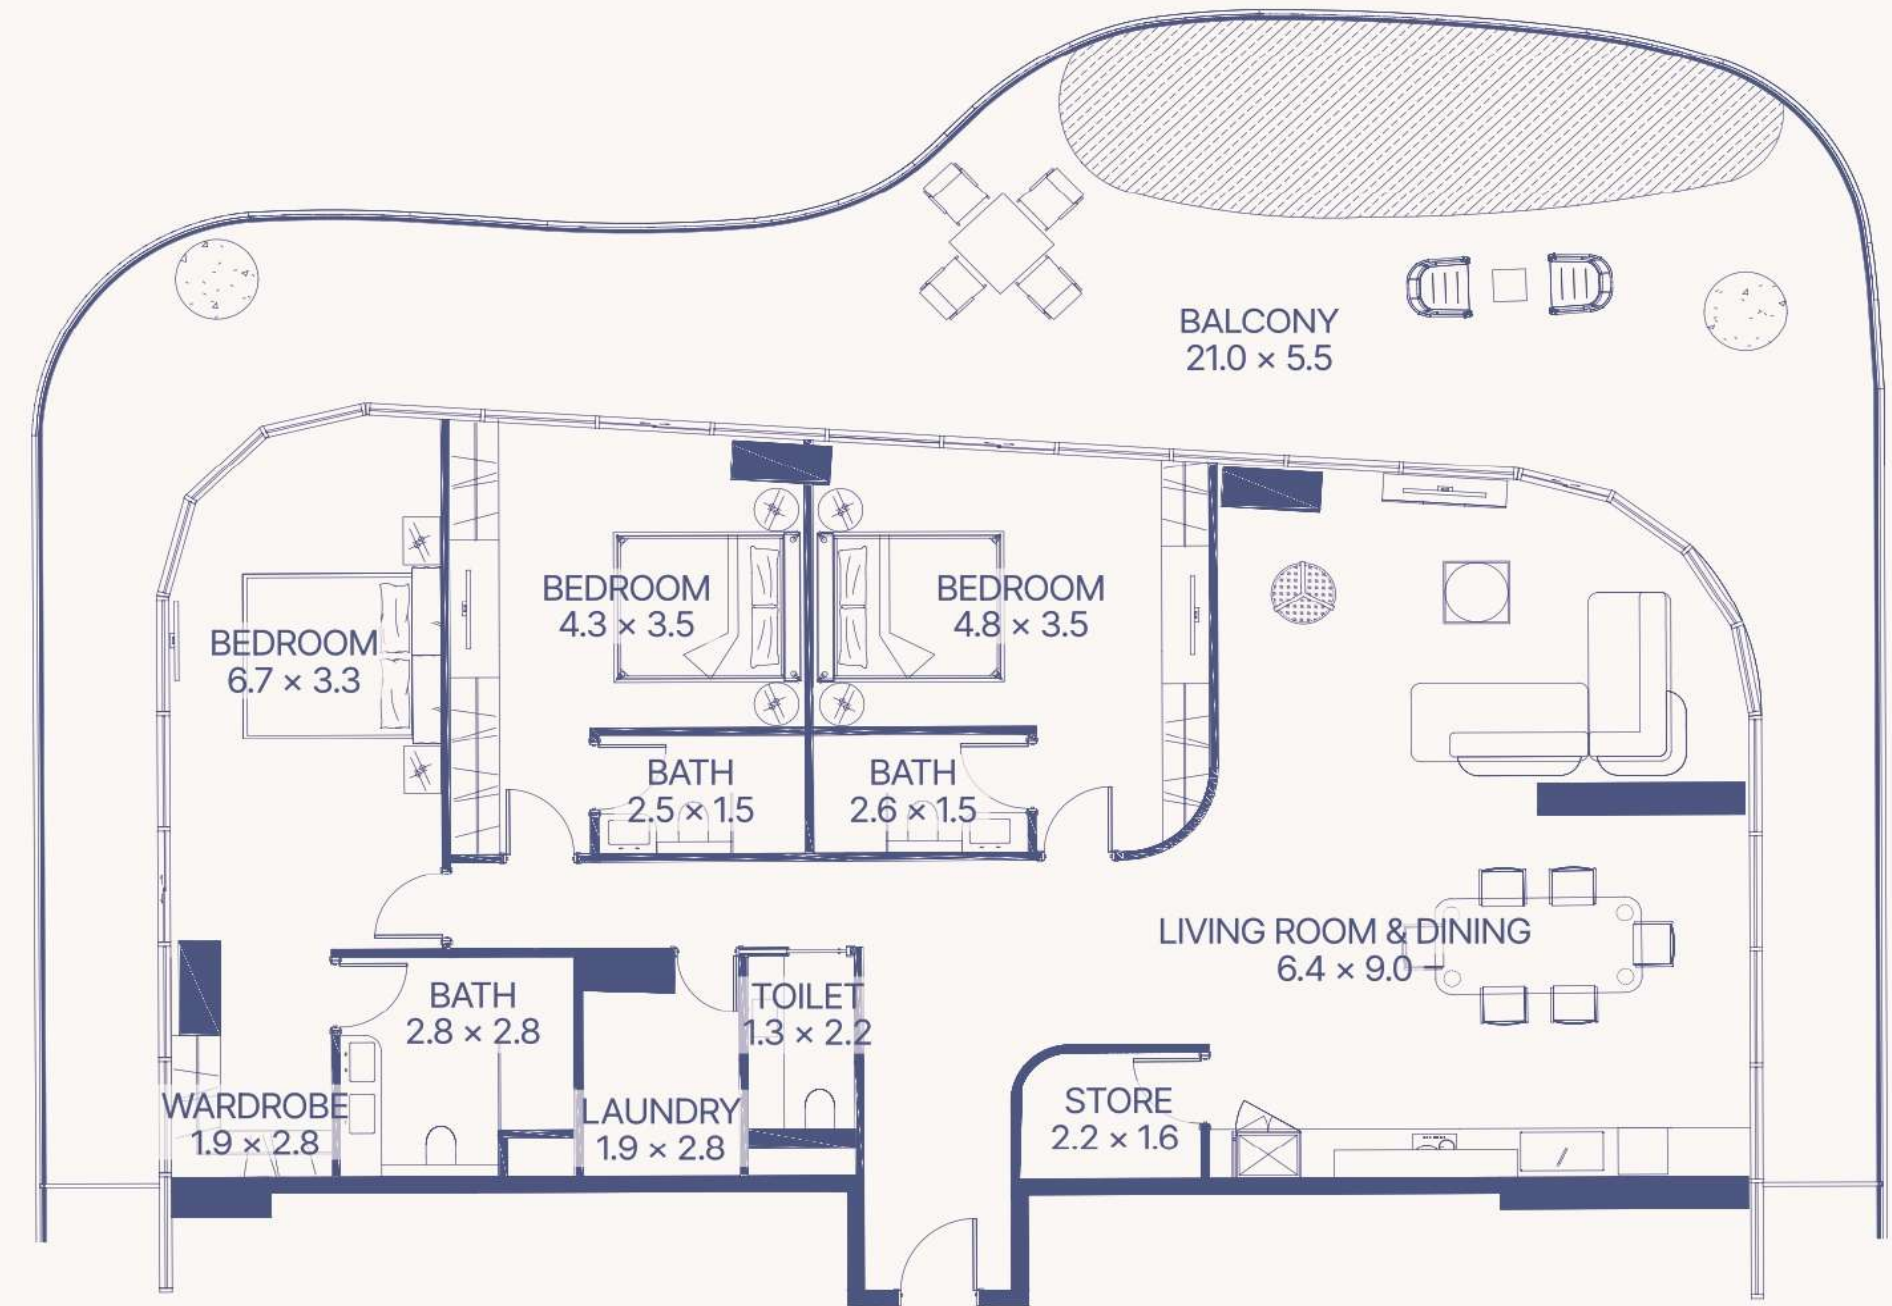 BALCONY
21.0 × 5.5
BEDROOM
4.3 × 3.5
BEDROOM
4.8 × 3.5
BEDROOM
6.7 × 3.3
BATH
2.5 × 1.5
BATH
2.6 × 1.5
LIVING ROOM & DINING
6.4 × 9.0
BATH
2.8 × 2.8
TOILET
1.3 × 2.2
WARDROBE
1.9 × 2.8
LAUNDRY
1.9 × 2.8
STORE
2.2 × 1.6